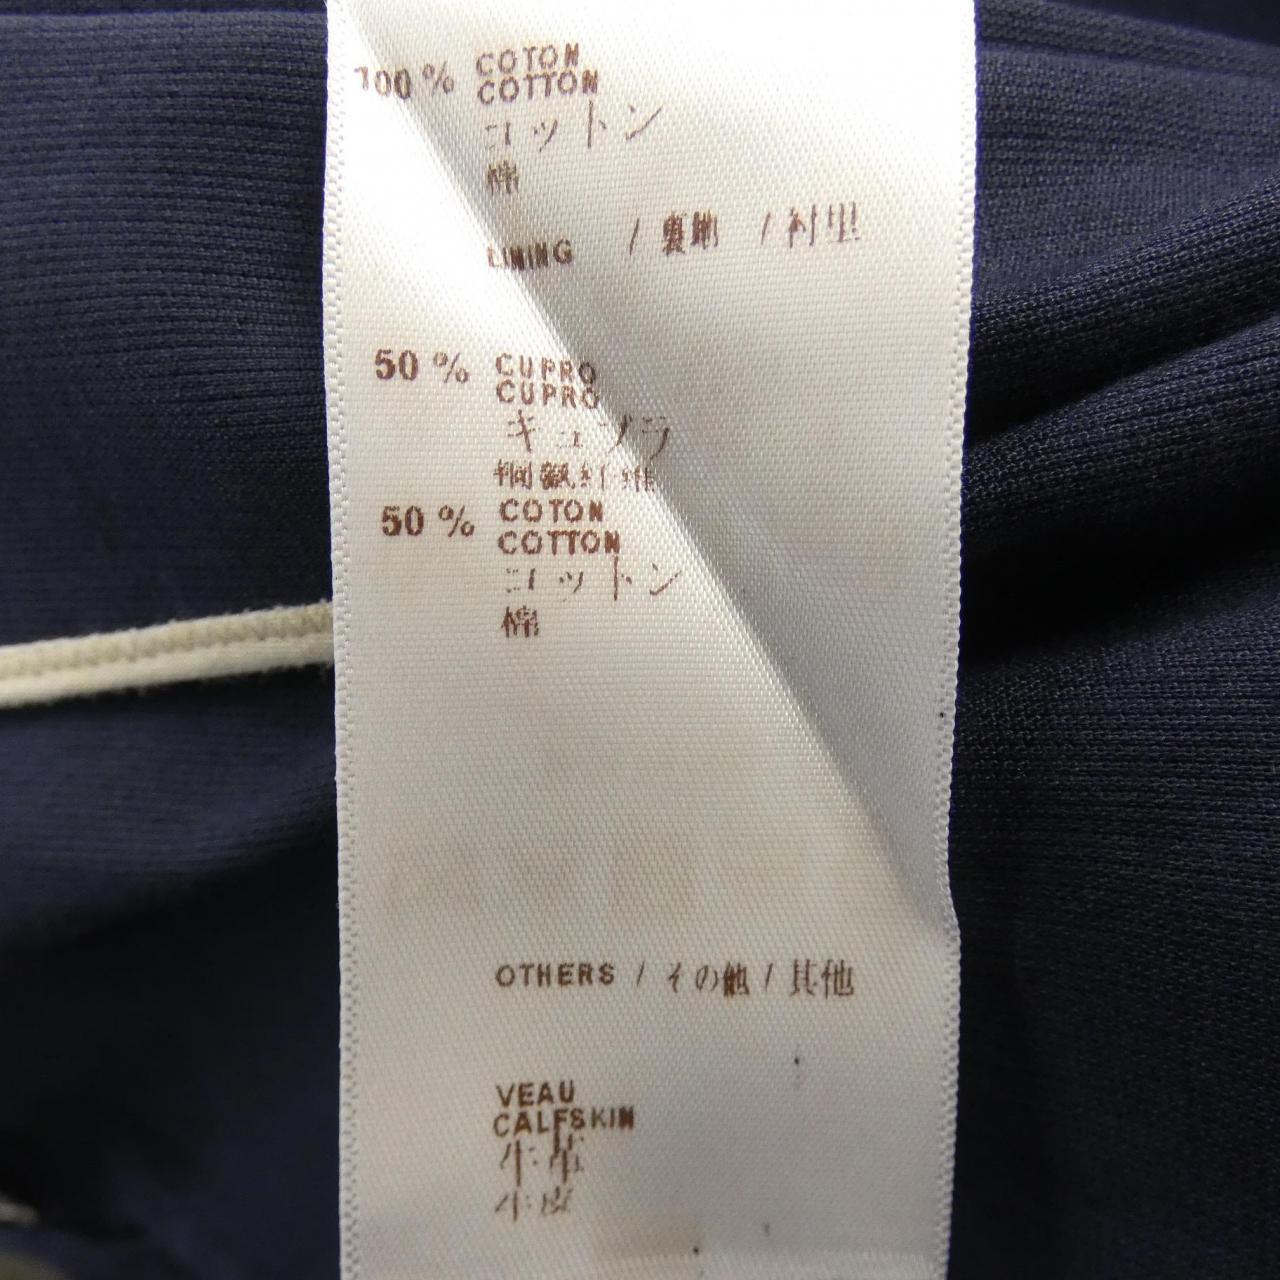 100 % COTON
COTTON
コットン
棉
LINING / 裏地 / 衬里
50 % CUPRO
CUPRO
キュプラ
铜氨纤维
50 % COTON
COTTON
コットン
棉
OTHERS / その他 / 其他
VEAU
CALFSKIN
牛革
牛皮